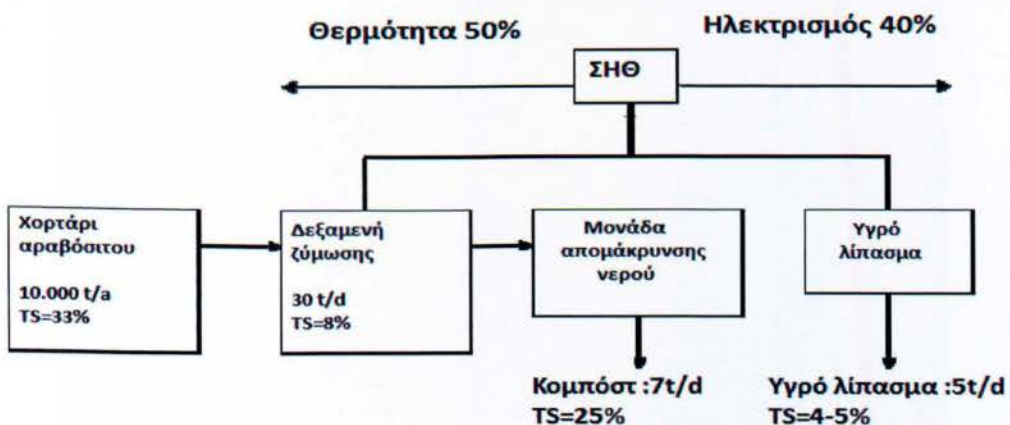 Θερμότητα 50%
Ηλεκτρισμός 40%
ΣΗΘ
Χορτάρι
αραβόσιτου
10.000 t/a
TS=33%
Δεξαμενή
ζύμωσης
30 t/d
TS=8%
Μονάδα
απομάκρυνσης
νερού
Υγρό
λίπασμα
Κομπόστ :7t/d
TS=25%
Υγρό λίπασμα :5t/d
TS=4-5%